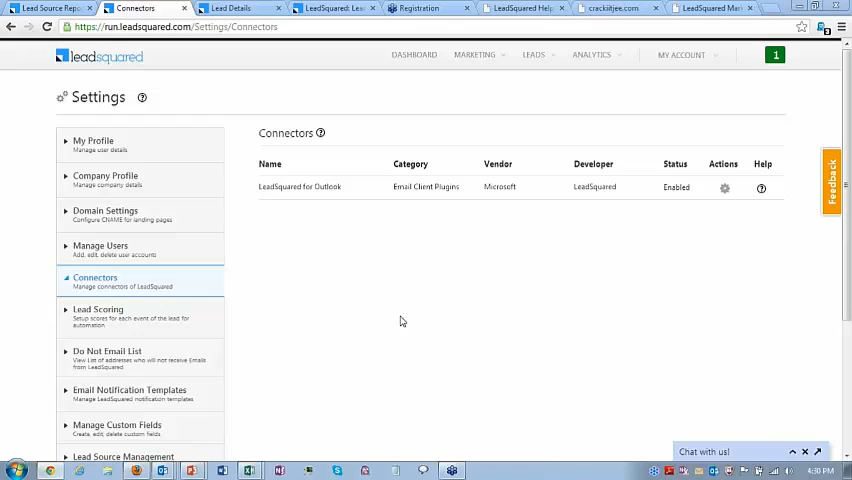 Lead Source Repo
Connectors
Lead Details
LeadSquared: Lea
Registration
LeadSquared Help
crackiitjee.com
LeadSquared Mark
https://run.leadsquared.com/Settings/Connectors
leadsquared
DASHBOARD
MARKETING
LEADS
ANALYTICS
MY ACCOUNT
1
Settings
My Profile
Manage user details
Company Profile
Manage company details
Domain Settings
Configure CNAME for landing pages
Manage Users
Add, edit, delete user accounts
Connectors
Manage connectors of LeadSquared
Lead Scoring
Setup scores for each event of the lead for
automation
Do Not Email List
View List of addresses who will not receive Emails
from LeadSquared
Email Notification Templates
Manage LeadSquared notification templates
Manage Custom Fields
Create, edit, delete custom fields
Lead Source Management
Connectors
Name Category Vendor Developer Status Actions Help
LeadSquared for Outlook Email Client Plugins Microsoft LeadSquared Enabled
Feedback
Chat with us!
4:30 PM